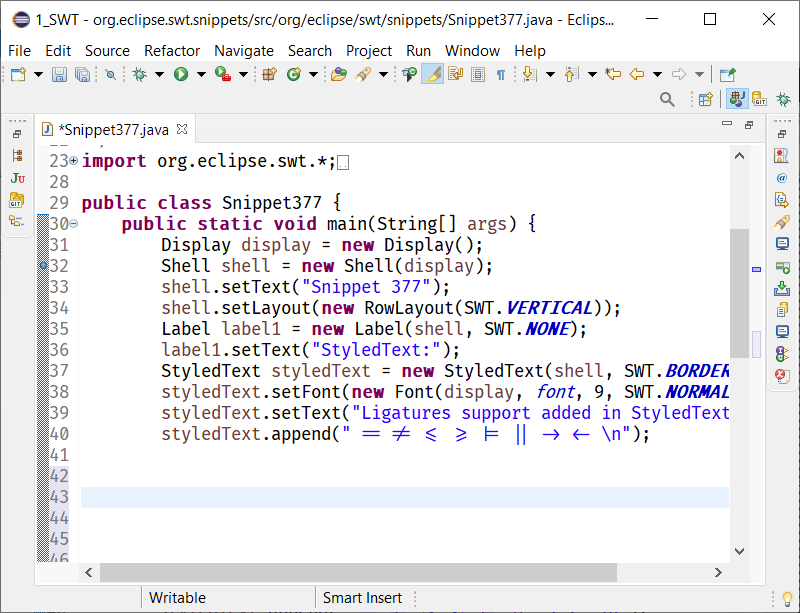 1_SWT - org.eclipse.swt.snippets/src/org/eclipse/swt/snippets/Snippet377.java - Eclips...
File Edit Source Refactor Navigate Search Project Run Window Help
*Snippet377.java
23 import org.eclipse.swt.*;
28
29 public class Snippet377 {
30 public static void main(String[] args) {
31 Display display = new Display();
32 Shell shell = new Shell(display);
33 shell.setText("Snippet 377");
34 shell.setLayout(new RowLayout(SWT.VERTICAL));
35 Label label1 = new Label(shell, SWT.NONE);
36 label1.setText("StyledText:");
37 StyledText styledText = new StyledText(shell, SWT.BORDER
38 styledText.setFont(new Font(display, font, 9, SWT.NORMAL
39 styledText.setText("Ligatures support added in StyledText
40 styledText.append(" == ≠ ⩽ ⩾ ⊨ || → ← \n");
41
42
43
44
45
46
Writable Smart Insert